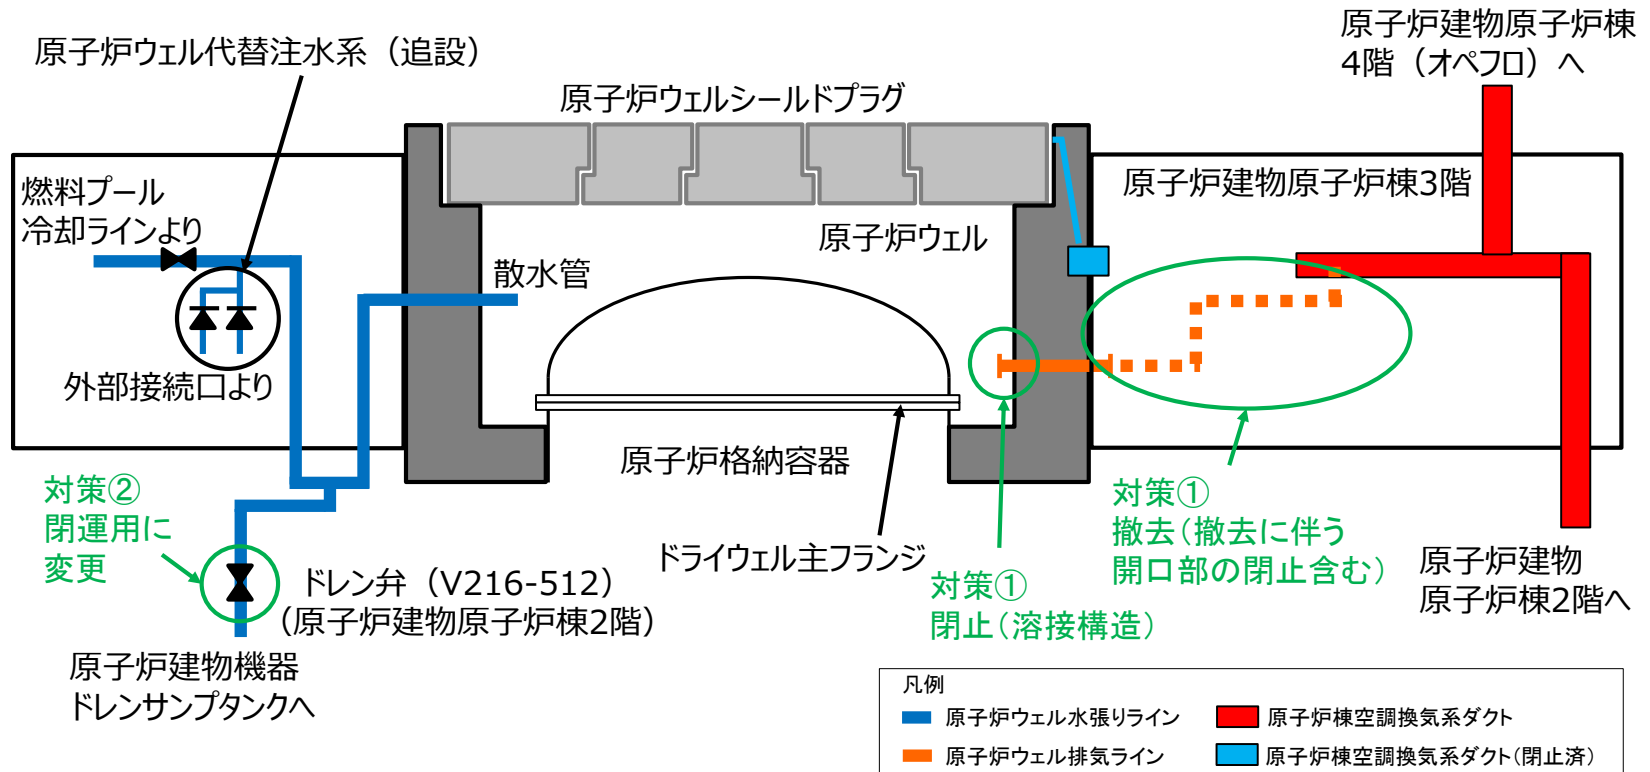 原子炉建物原子炉棟
4階（オペフロ）へ
原子炉ウェル代替注水系（追設）
原子炉ウェルシールドプラグ
燃料プール
冷却ラインより
原子炉建物原子炉棟3階
原子炉ウェル
散水管
外部接続口より
原子炉格納容器
対策②
閉運用に
変更
ドライウェル主フランジ
対策①
撤去（撤去に伴う
開口部の閉止含む）
対策①
閉止（溶接構造）
原子炉建物
原子炉棟2階へ
ドレン弁（V216-512）
（原子炉建物原子炉棟2階）
原子炉建物機器
ドレンサンプタンクへ
凡例
原子炉ウェル水張りライン
原子炉棟空調換気系ダクト
原子炉ウェル排気ライン
原子炉棟空調換気系ダクト（閉止済）